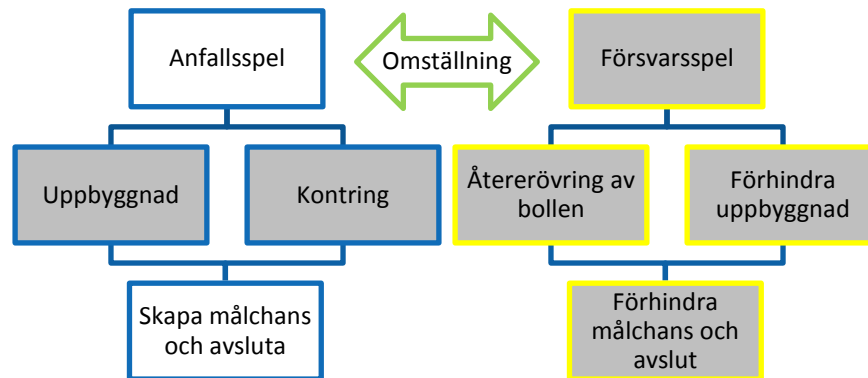 Anfallsspel
Omställning
Försvarsspel
Uppbyggnad
Kontring
Återerövring av
bollen
Förhindra
uppbyggnad
Skapa målchans
och avsluta
Förhindra
målchans och
avslut